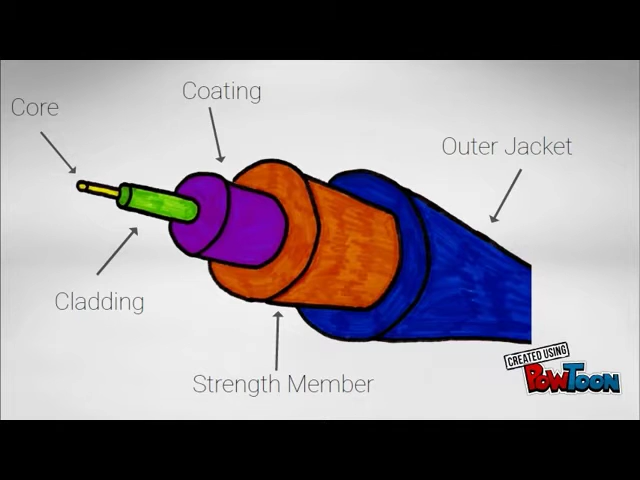 Coating
Core
Outer Jacket
Cladding
Strength Member
CREATED USING
POWTOON